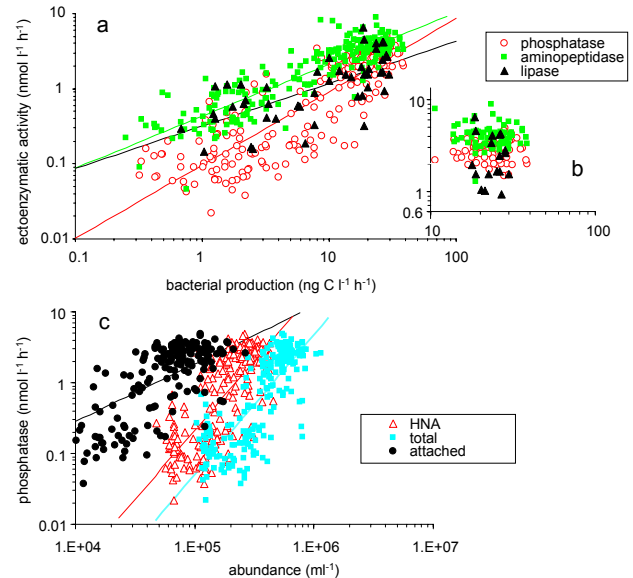 a
ectoenzymatic activity (nmol l⁻¹ h⁻¹)
10
1
0.1
0.01
0.1
1
10
100
bacterial production (ng C l⁻¹ h⁻¹)
phosphatase
aminopeptidase
lipase
b
10
1
0.6
10
100
100
c
phosphatase (nmol l⁻¹ h⁻¹)
10
1
0.1
0.01
1.E+04
1.E+05
1.E+06
1.E+07
abundance (ml⁻¹)
HNA
total
attached